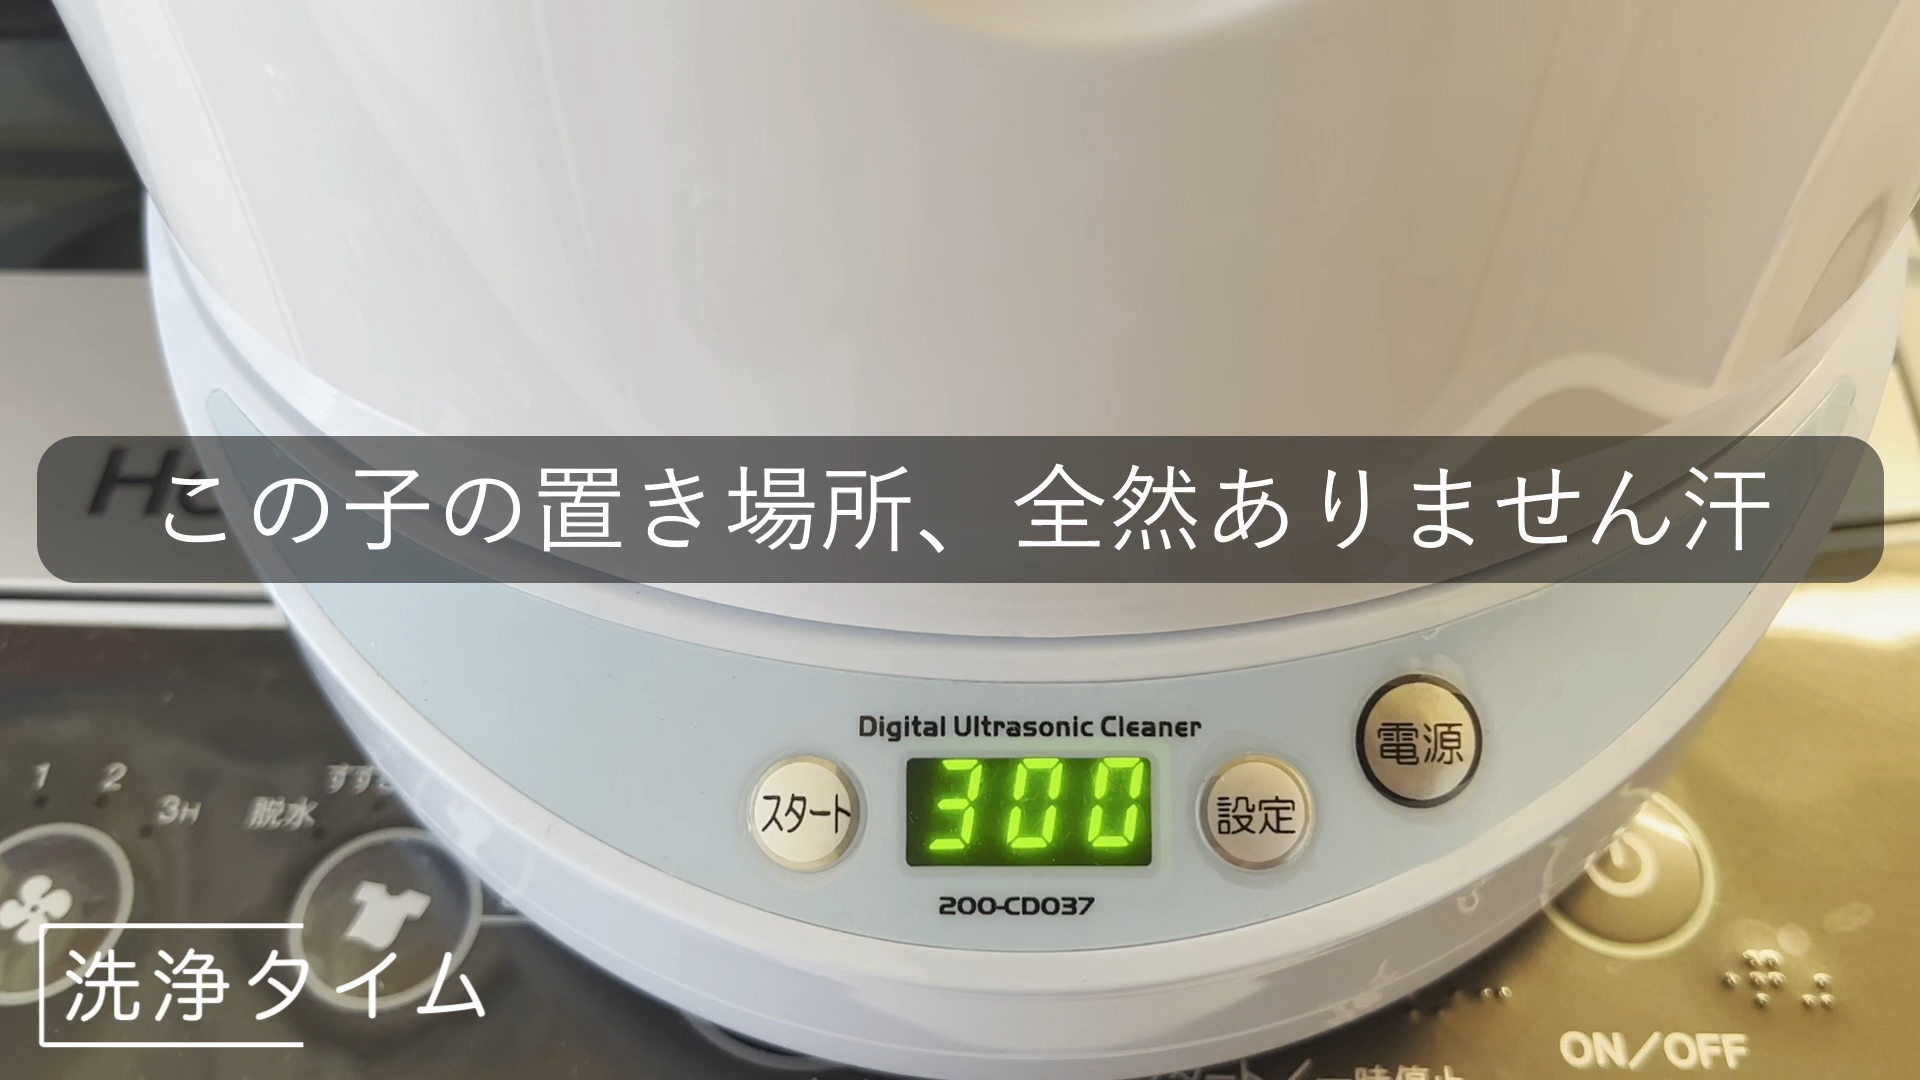 この子の置き場所、全然ありません汗
Digital Ultrasonic Cleaner
電源
スタート
300
設定
200-CD037
1
2
3H
脱水
洗浄タイム
ON/OFF